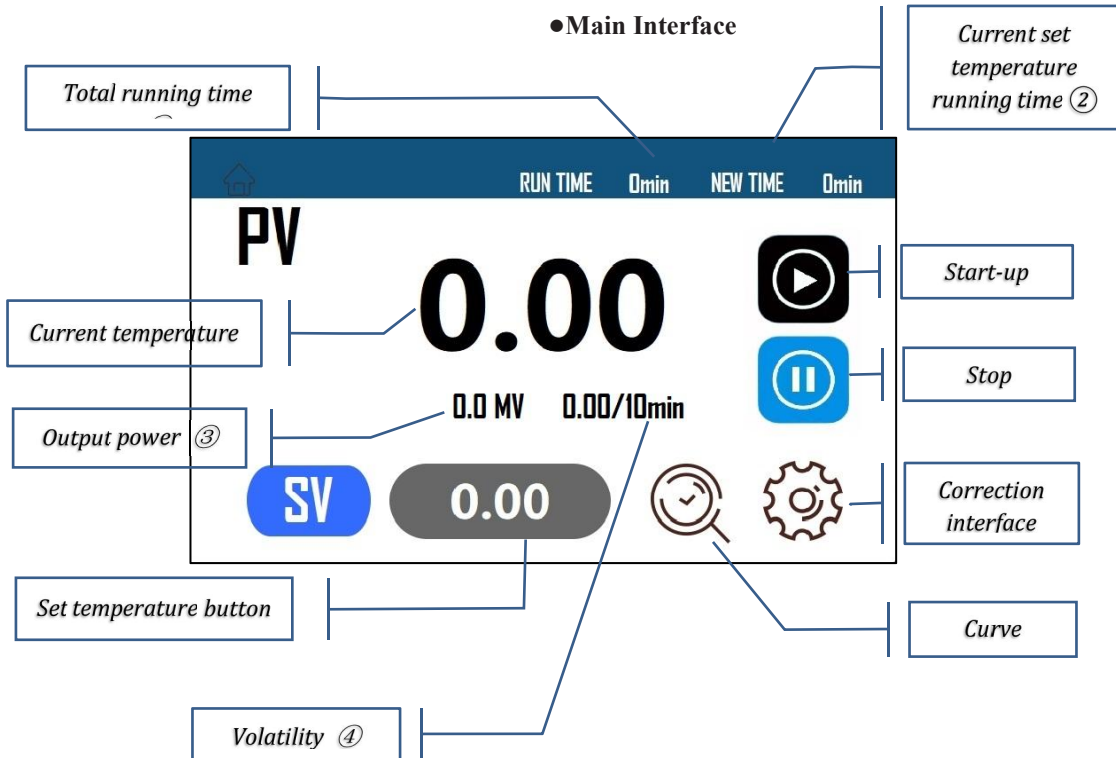 ●Main Interface
Current set
temperature
running time ②
Total running time
RUN TIME 0min NEW TIME 0min
PV
0.00
Start-up
Current temperature
Stop
0.0 MV 0.00/10min
Output power ③
SV
0.00
Correction
interface
Set temperature button
Curve
Volatility ④